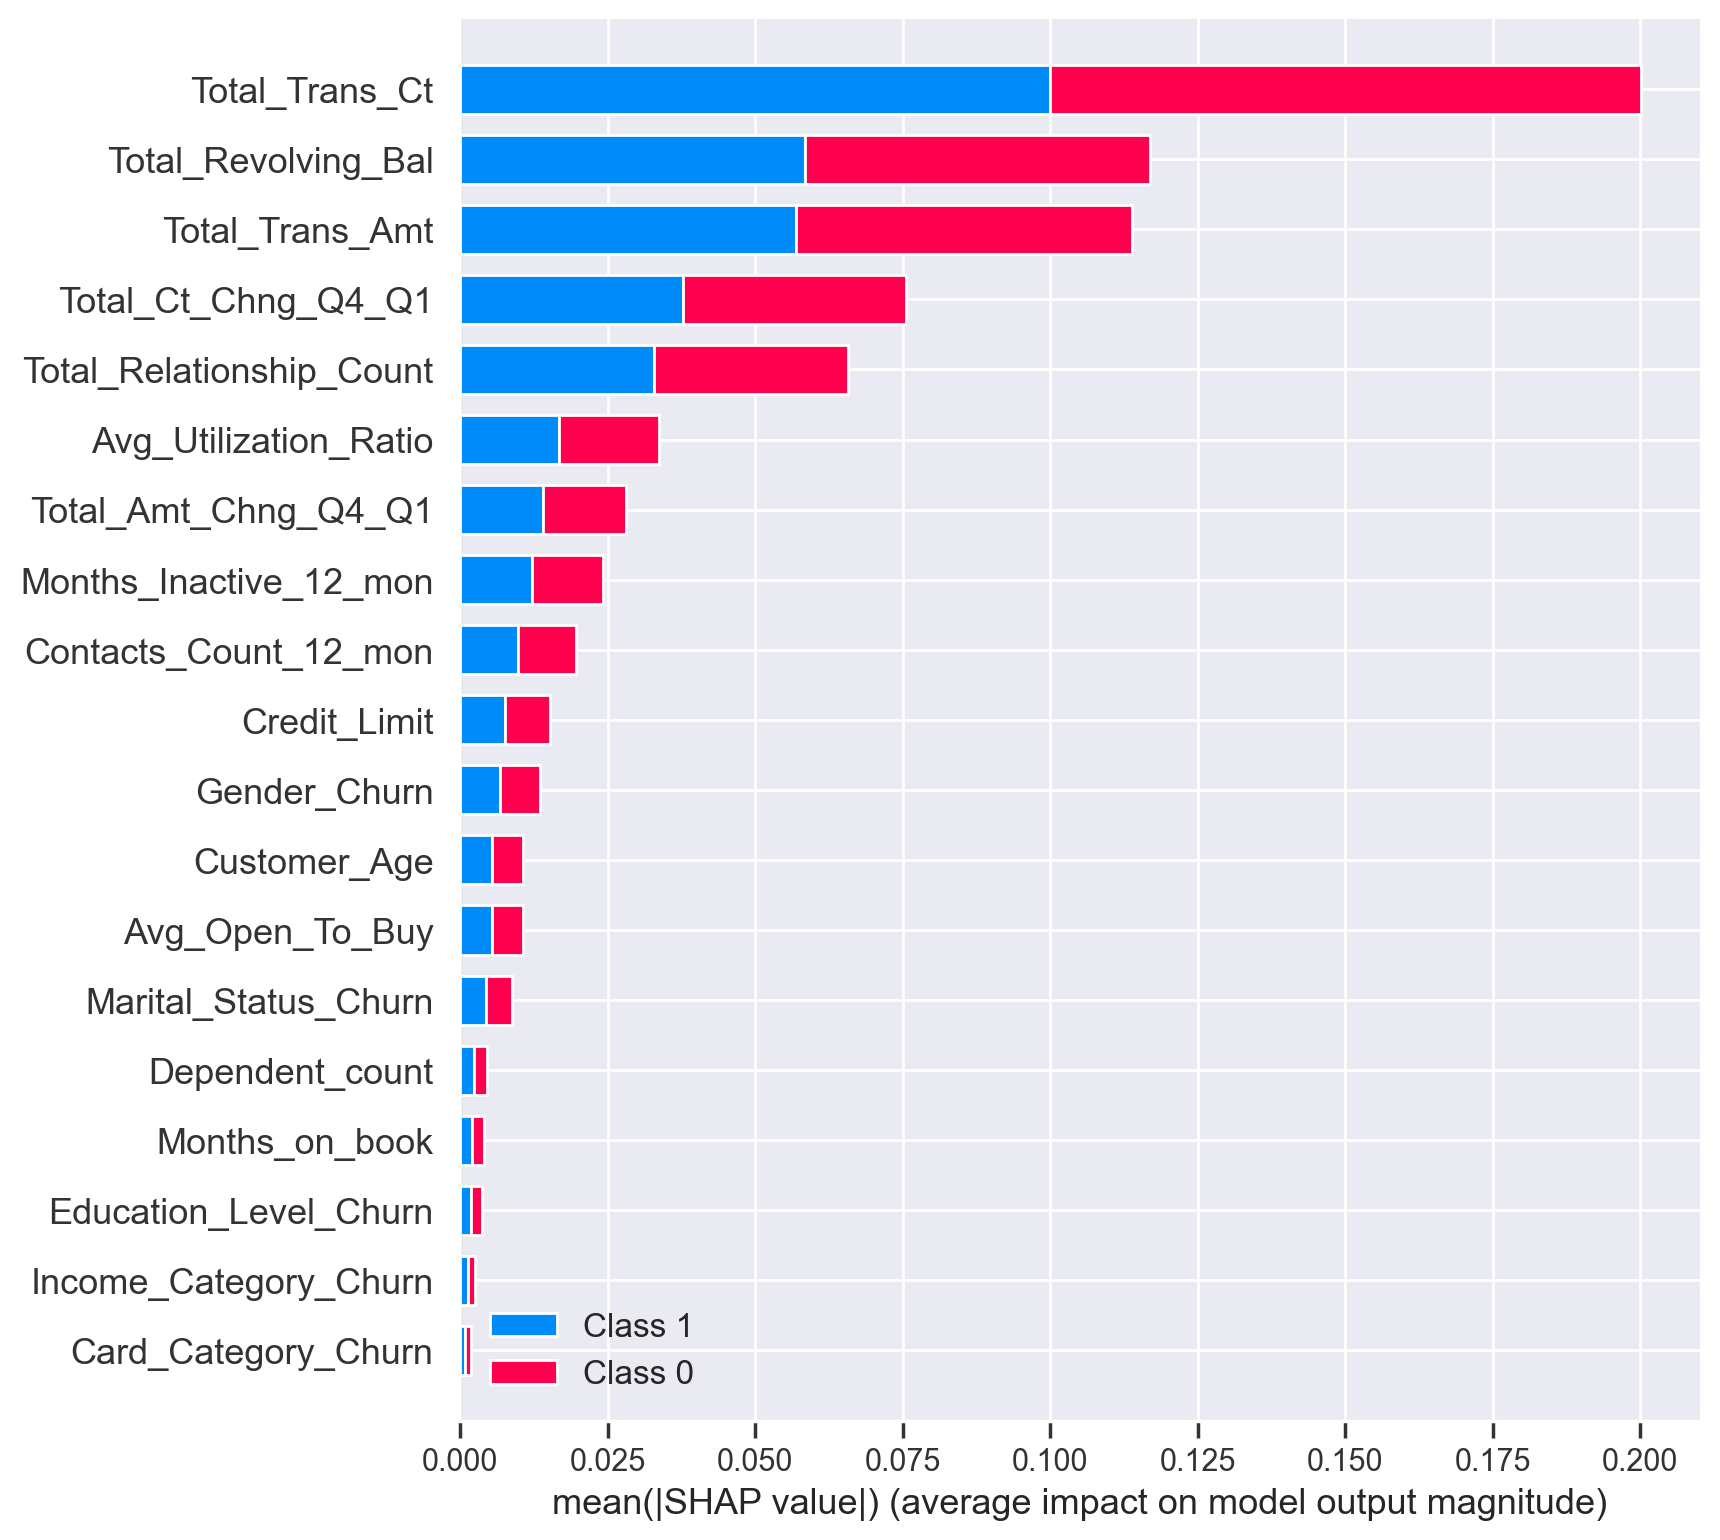 Total_Trans_Ct
Total_Revolving_Bal
Total_Trans_Amt
Total_Ct_Chng_Q4_Q1
Total_Relationship_Count
Avg_Utilization_Ratio
Total_Amt_Chng_Q4_Q1
Months_Inactive_12_mon
Contacts_Count_12_mon
Credit_Limit
Gender_Churn
Customer_Age
Avg_Open_To_Buy
Marital_Status_Churn
Dependent_count
Months_on_book
Education_Level_Churn
Income_Category_Churn
Card_Category_Churn
Class 1
Class 0
0.000 0.025 0.050 0.075 0.100 0.125 0.150 0.175 0.200
mean(|SHAP value|) (average impact on model output magnitude)